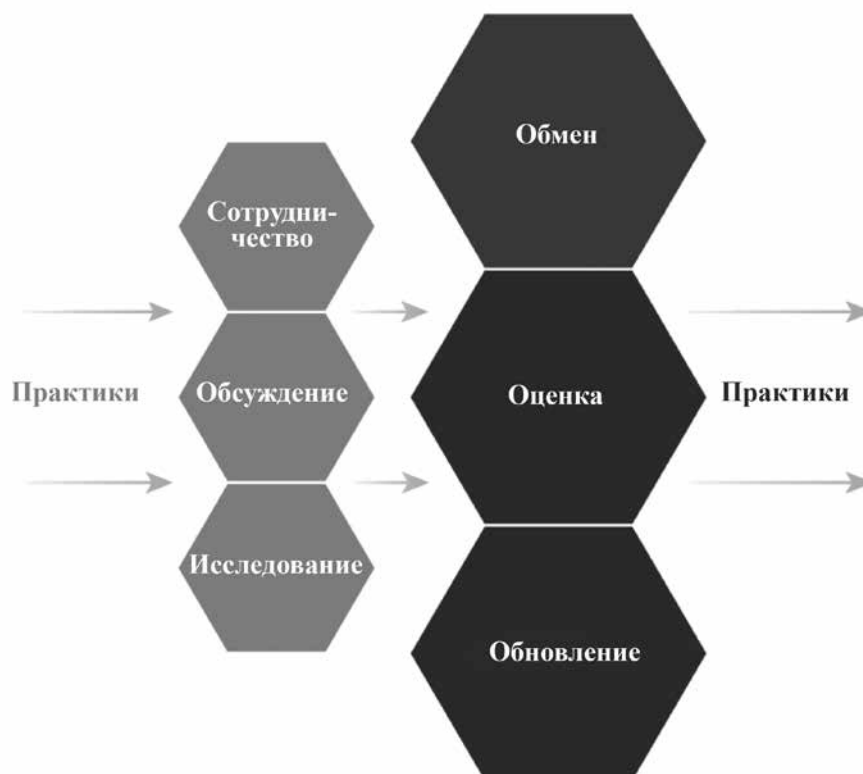 Обмен
Сотрудни-
чество
Практики
Обсуждение
Оценка
Практики
Исследование
Обновление